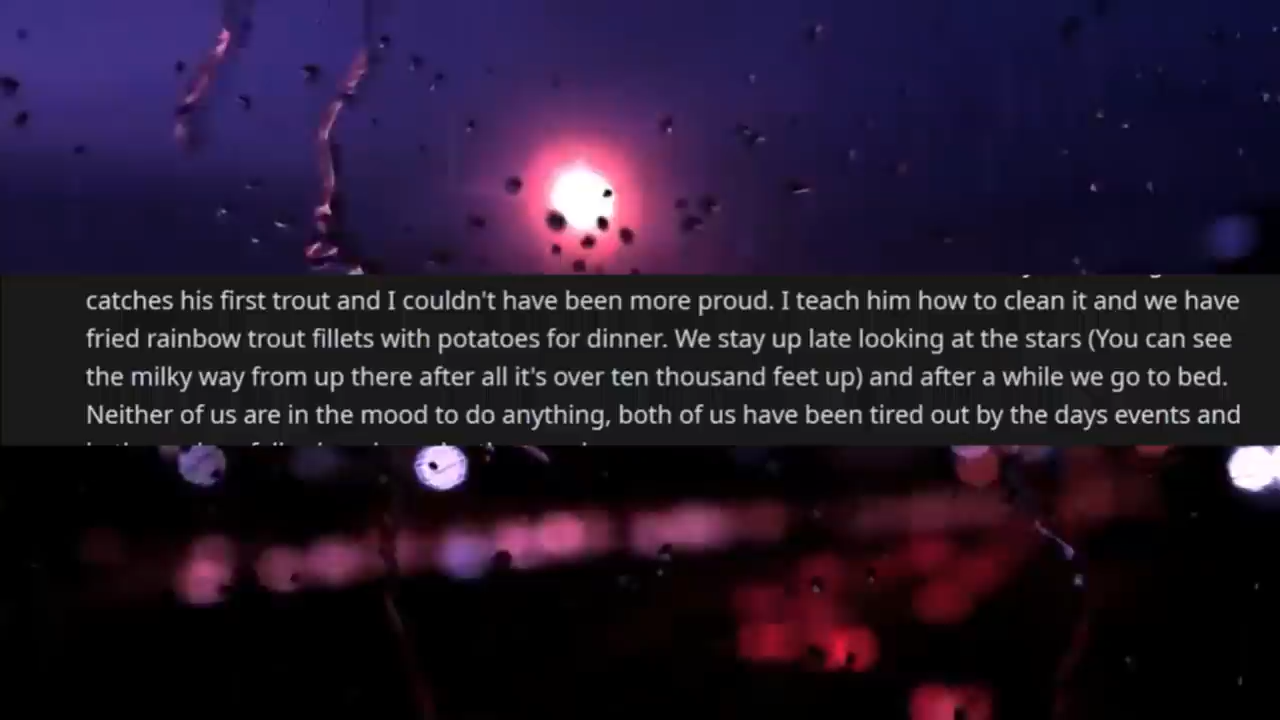 catches his first trout and I couldn't have been more proud. I teach him how to clean it and we have
fried rainbow trout fillets with potatoes for dinner. We stay up late looking at the stars (You can see
the milky way from up there after all it's over ten thousand feet up) and after a while we go to bed.
Neither of us are in the mood to do anything, both of us have been tired out by the days events and